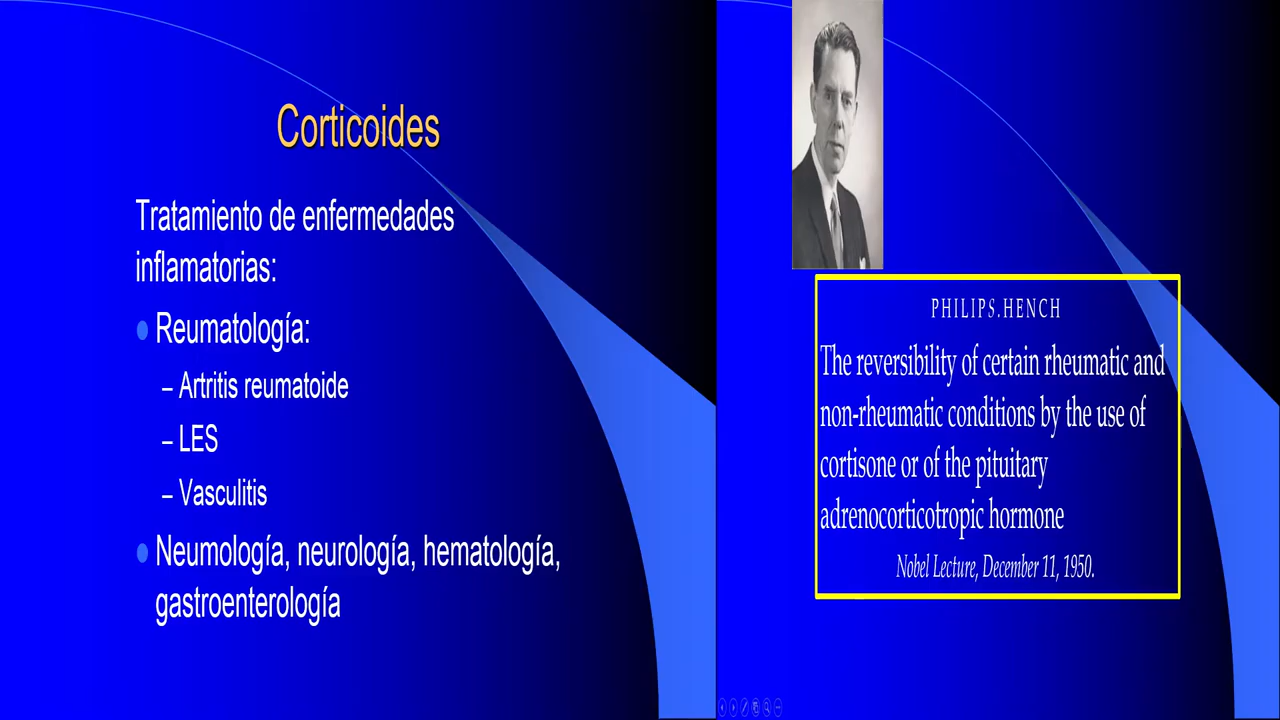 Corticoides
Tratamiento de enfermedades
inflamatorias:
Reumatología:
– Artritis reumatoide
– LES
– Vasculitis
Neumología, neurología, hematología,
gastroenterología
PHILIPS.HENCH
The reversibility of certain rheumatic and
non-rheumatic conditions by the use of
cortisone or of the pituitary
adrenocorticotropic hormone
Nobel Lecture, December 11, 1950.